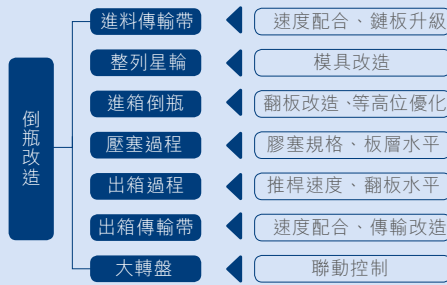 倒瓶改造
進料傳輸帶
速度配合、鏈板升級
整列星輪
模具改造
進箱倒瓶
翻板改造、等高位優化
壓塞過程
膠塞規格、板層水平
出箱過程
推桿速度、翻板水平
出箱傳輸帶
速度配合、傳輸改造
大轉盤
聯動控制